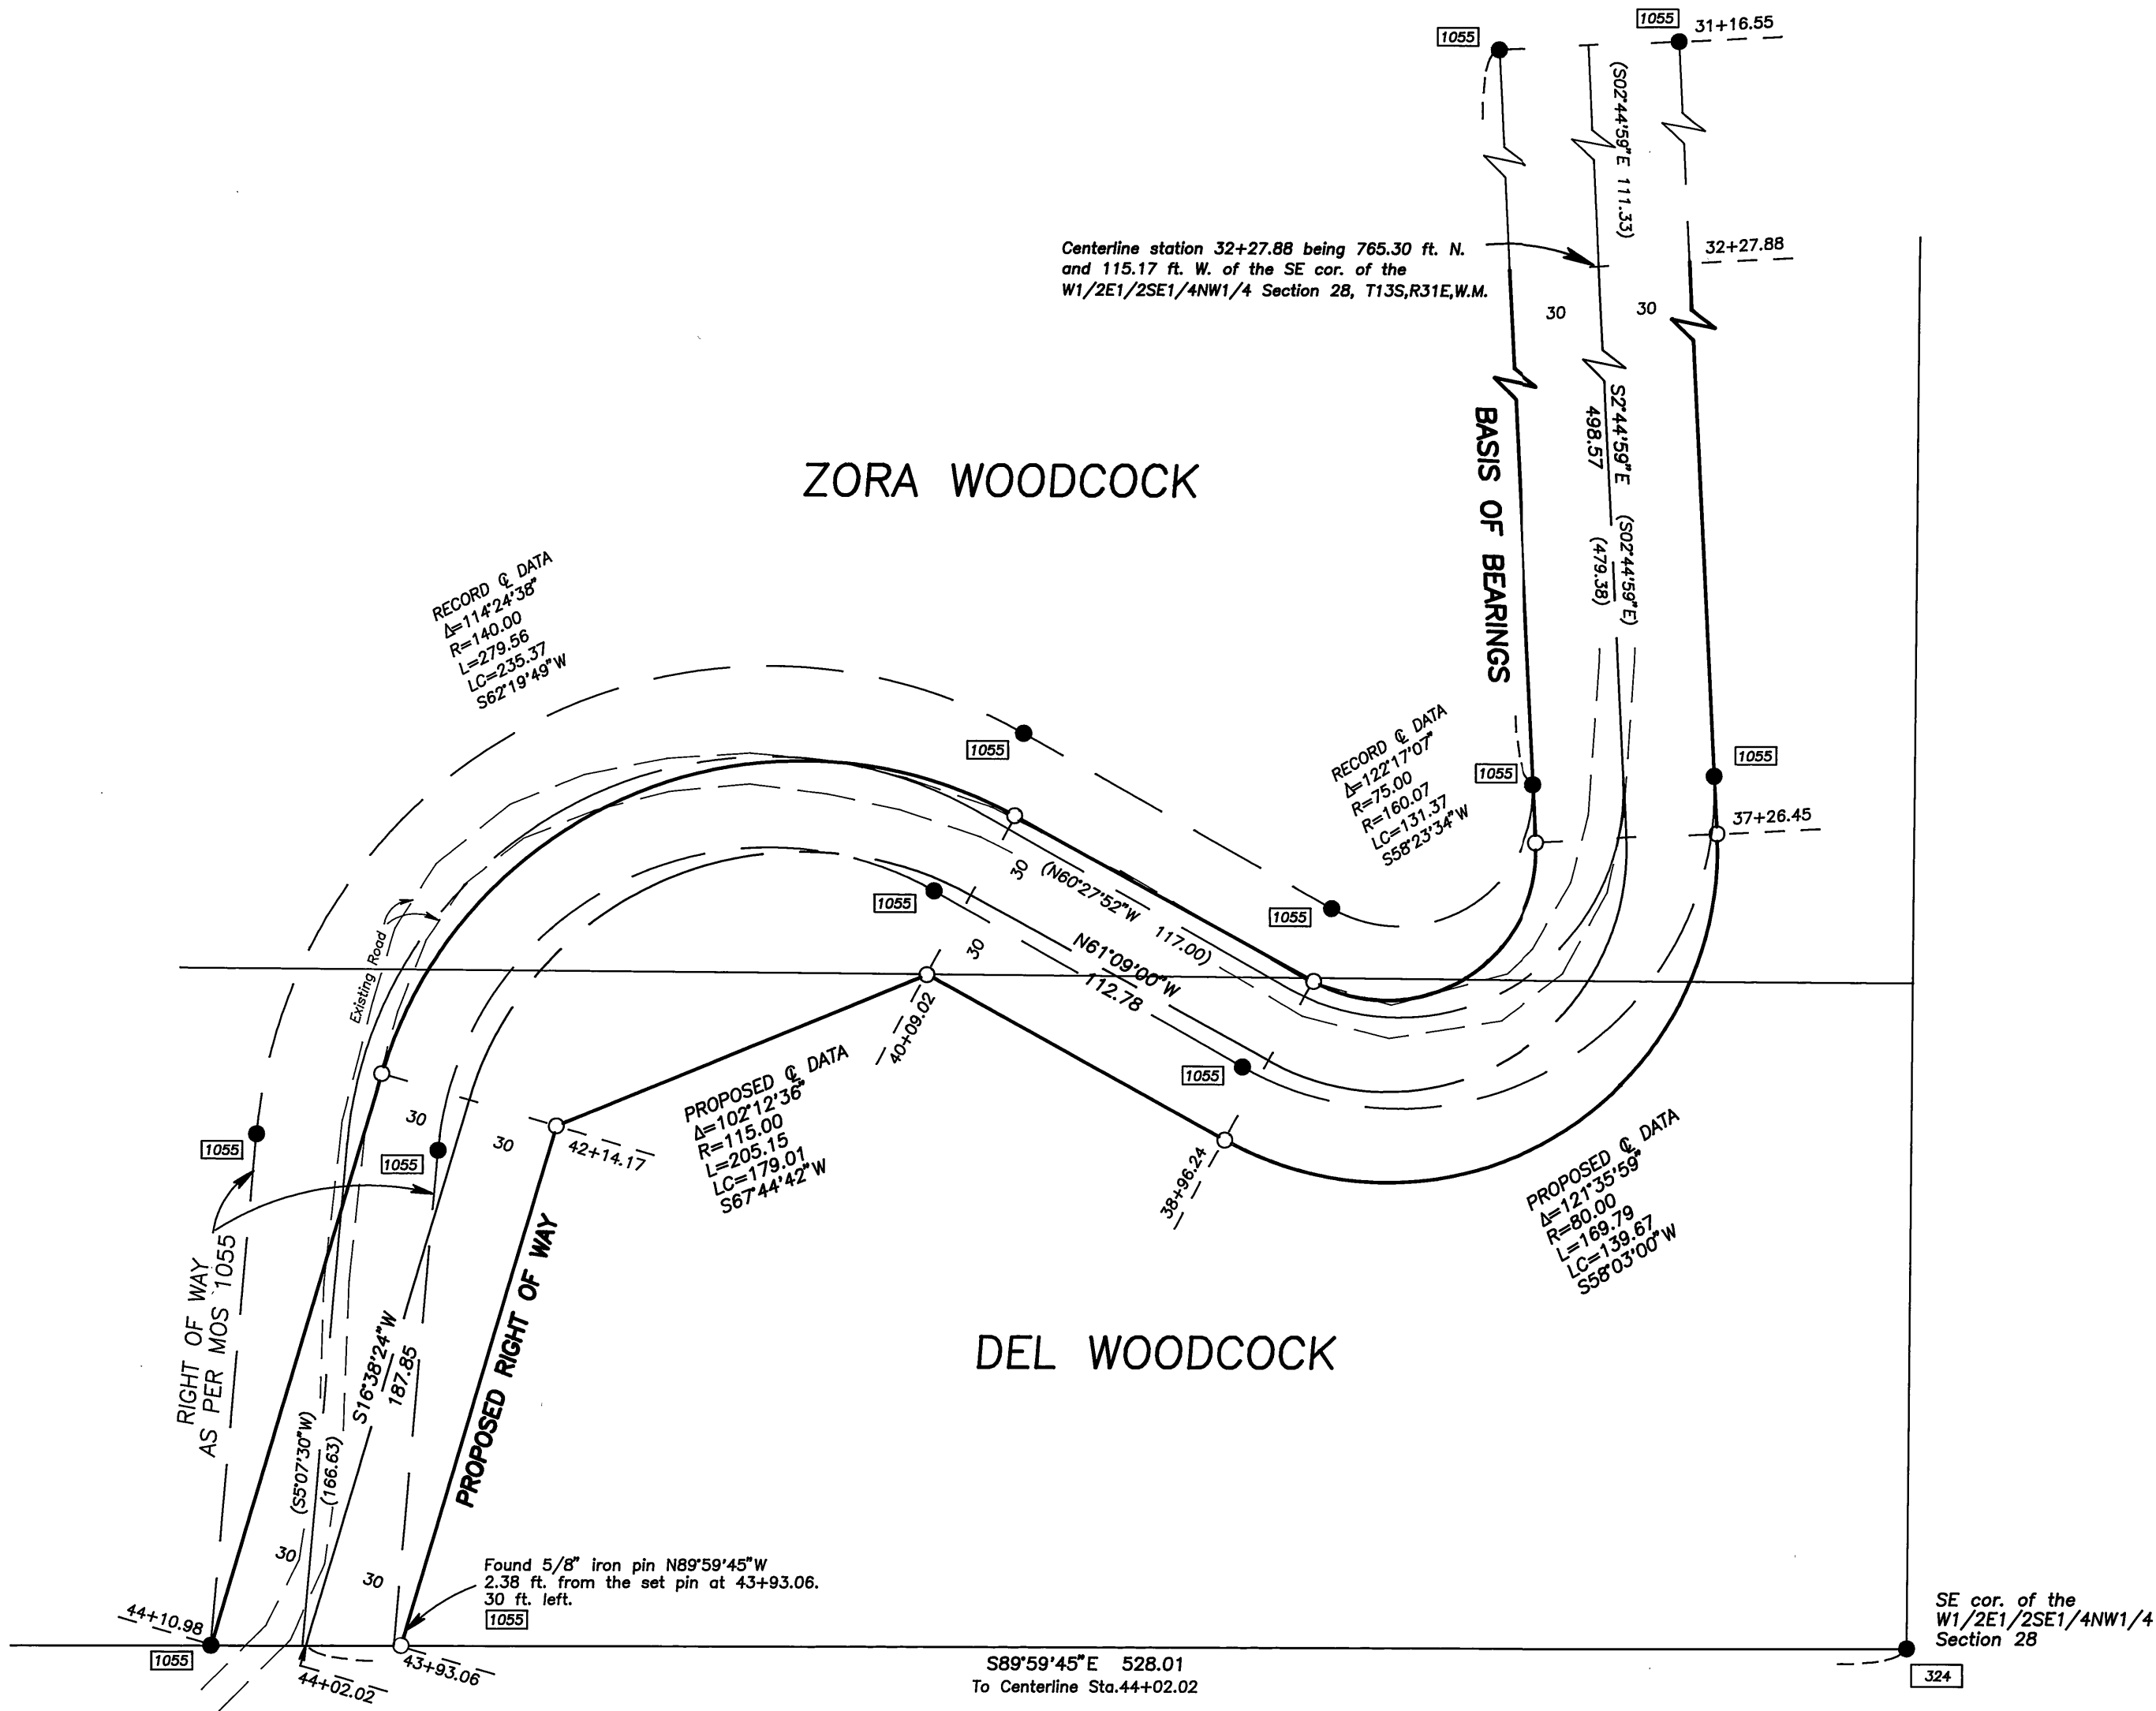 1055
1055
31+16.55
(S02°44'59"E 111.33)
Centerline station 32+27.88 being 765.30 ft. N.
and 115.17 ft. W. of the SE cor. of the
W1/2E1/2SE1/4NW1/4 Section 28, T13S,R31E,W.M.
32+27.88
30
30
BASIS OF BEARINGS
S2°44'59"E
498.57
(S02°44'59"E)
(479.38)
ZORA WOODCOCK
RECORD ℄ DATA
Δ=114°24'38"
R=140.00
L=279.56
LC=235.37
S62°19'49"W
1055
RECORD ℄ DATA
Δ=122°17'07"
R=75.00
R=160.07
LC=131.37
S58°23'34"W
1055
1055
37+26.45
30
(N60°27'52"W
117.00)
1055
1055
30
N61°09'00"W
112.78
Existing Road
40+09.02
1055
1055
1055
30
30
42+14.17
PROPOSED ℄ DATA
Δ=102°12'36"
R=115.00
L=205.15
LC=179.01
S67°44'42"W
38+96.24
PROPOSED ℄ DATA
Δ=121°35'59"
R=80.00
L=169.79
LC=139.67
S58°03'00"W
RIGHT OF WAY
AS PER MOS 1055
S16°38'24"W
187.85
PROPOSED RIGHT OF WAY
DEL WOODCOCK
(S5°07'30"W)
(166.63)
30
30
Found 5/8" iron pin N89°59'45"W
2.38 ft. from the set pin at 43+93.06.
30 ft. left.
1055
44+10.98
1055
44+02.02
43+93.06
S89°59'45"E 528.01
To Centerline Sta.44+02.02
SE cor. of the
W1/2E1/2SE1/4NW1/4
Section 28
324